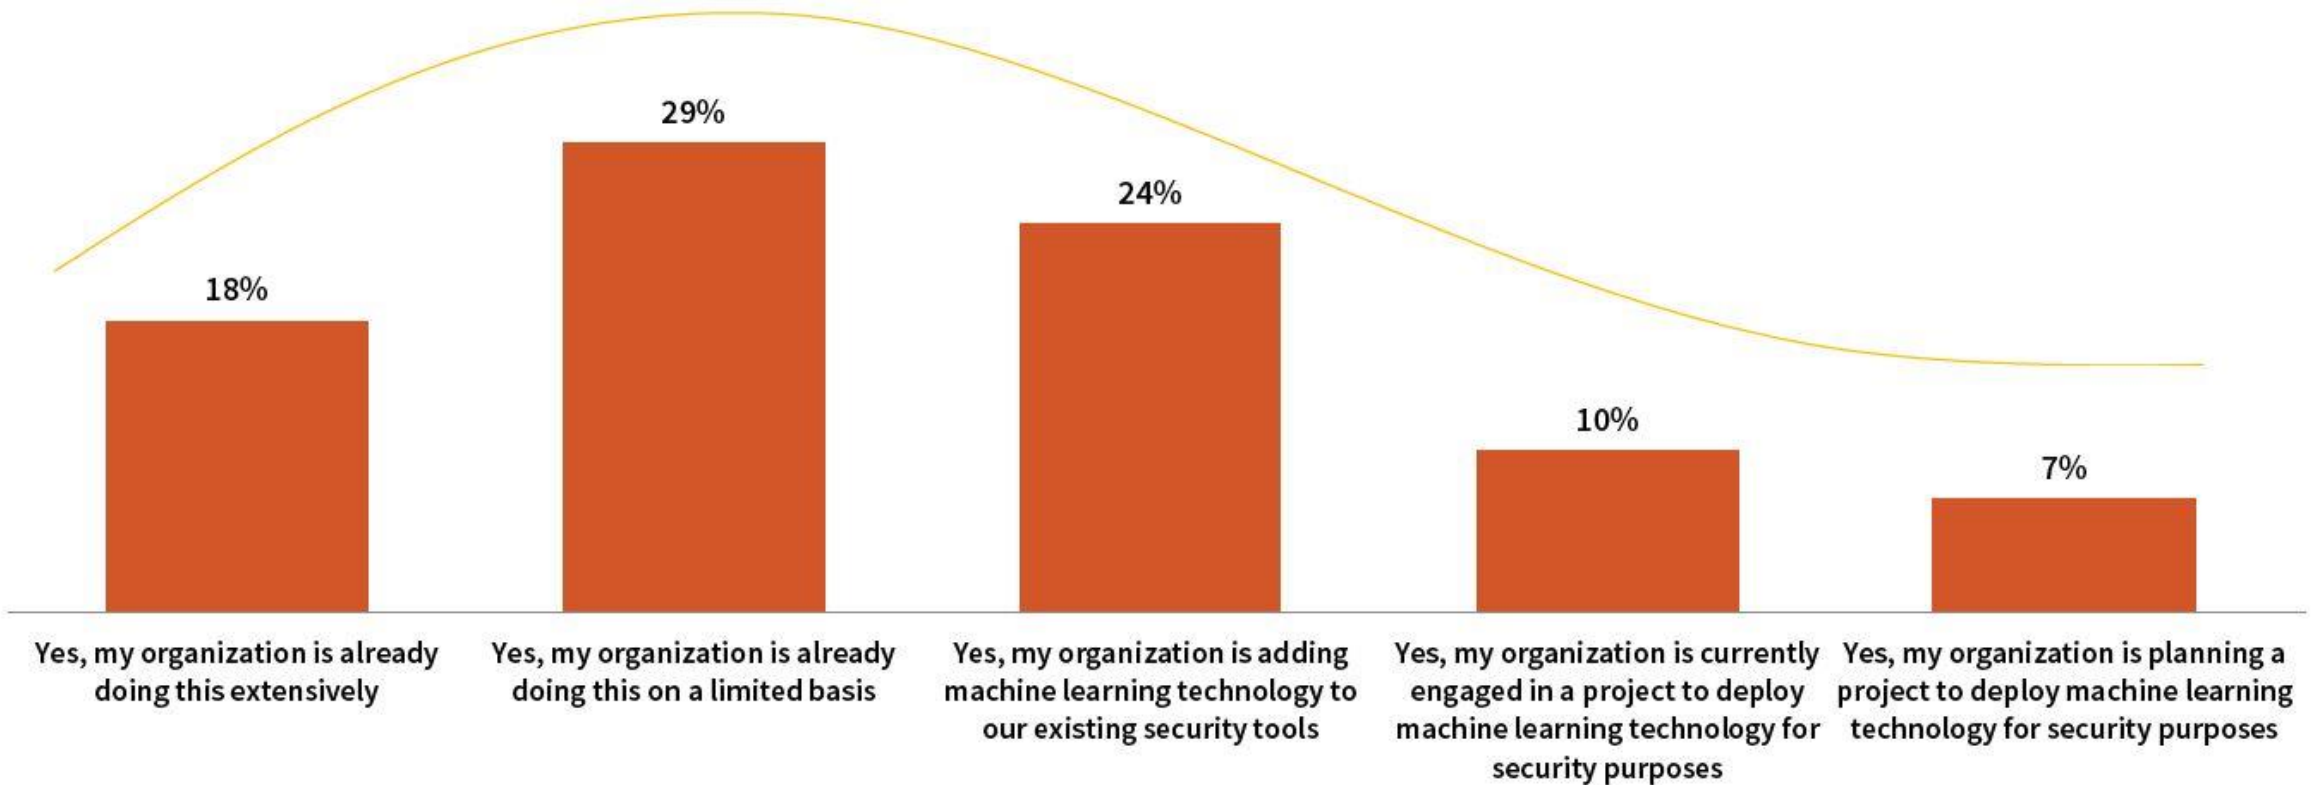 29%
24%
18%
10%
7%
Yes, my organization is already
doing this extensively
Yes, my organization is already
doing this on a limited basis
Yes, my organization is adding
machine learning technology to
our existing security tools
Yes, my organization is currently
engaged in a project to deploy
machine learning technology for
security purposes
Yes, my organization is planning a
project to deploy machine learning
technology for security purposes